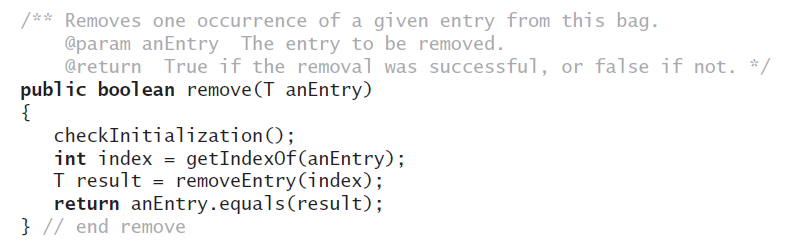 /** Removes one occurrence of a given entry from this bag.
    @param anEntry  The entry to be removed.
    @return  True if the removal was successful, or false if not. */
public boolean remove(T anEntry)
{
   checkInitialization();
   int index = getIndexOf(anEntry);
   T result = removeEntry(index);
   return anEntry.equals(result);
} // end remove